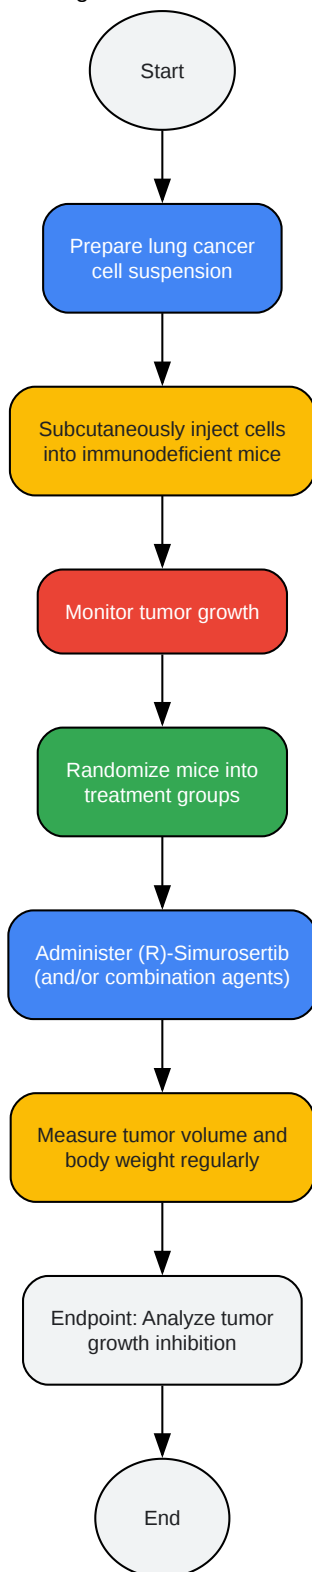 Start
Prepare lung cancer
cell suspension
Subcutaneously inject cells
into immunodeficient mice
Monitor tumor growth
Randomize mice into
treatment groups
Administer (R)-Simurosertib
(and/or combination agents)
Measure tumor volume and
body weight regularly
Endpoint: Analyze tumor
growth inhibition
End